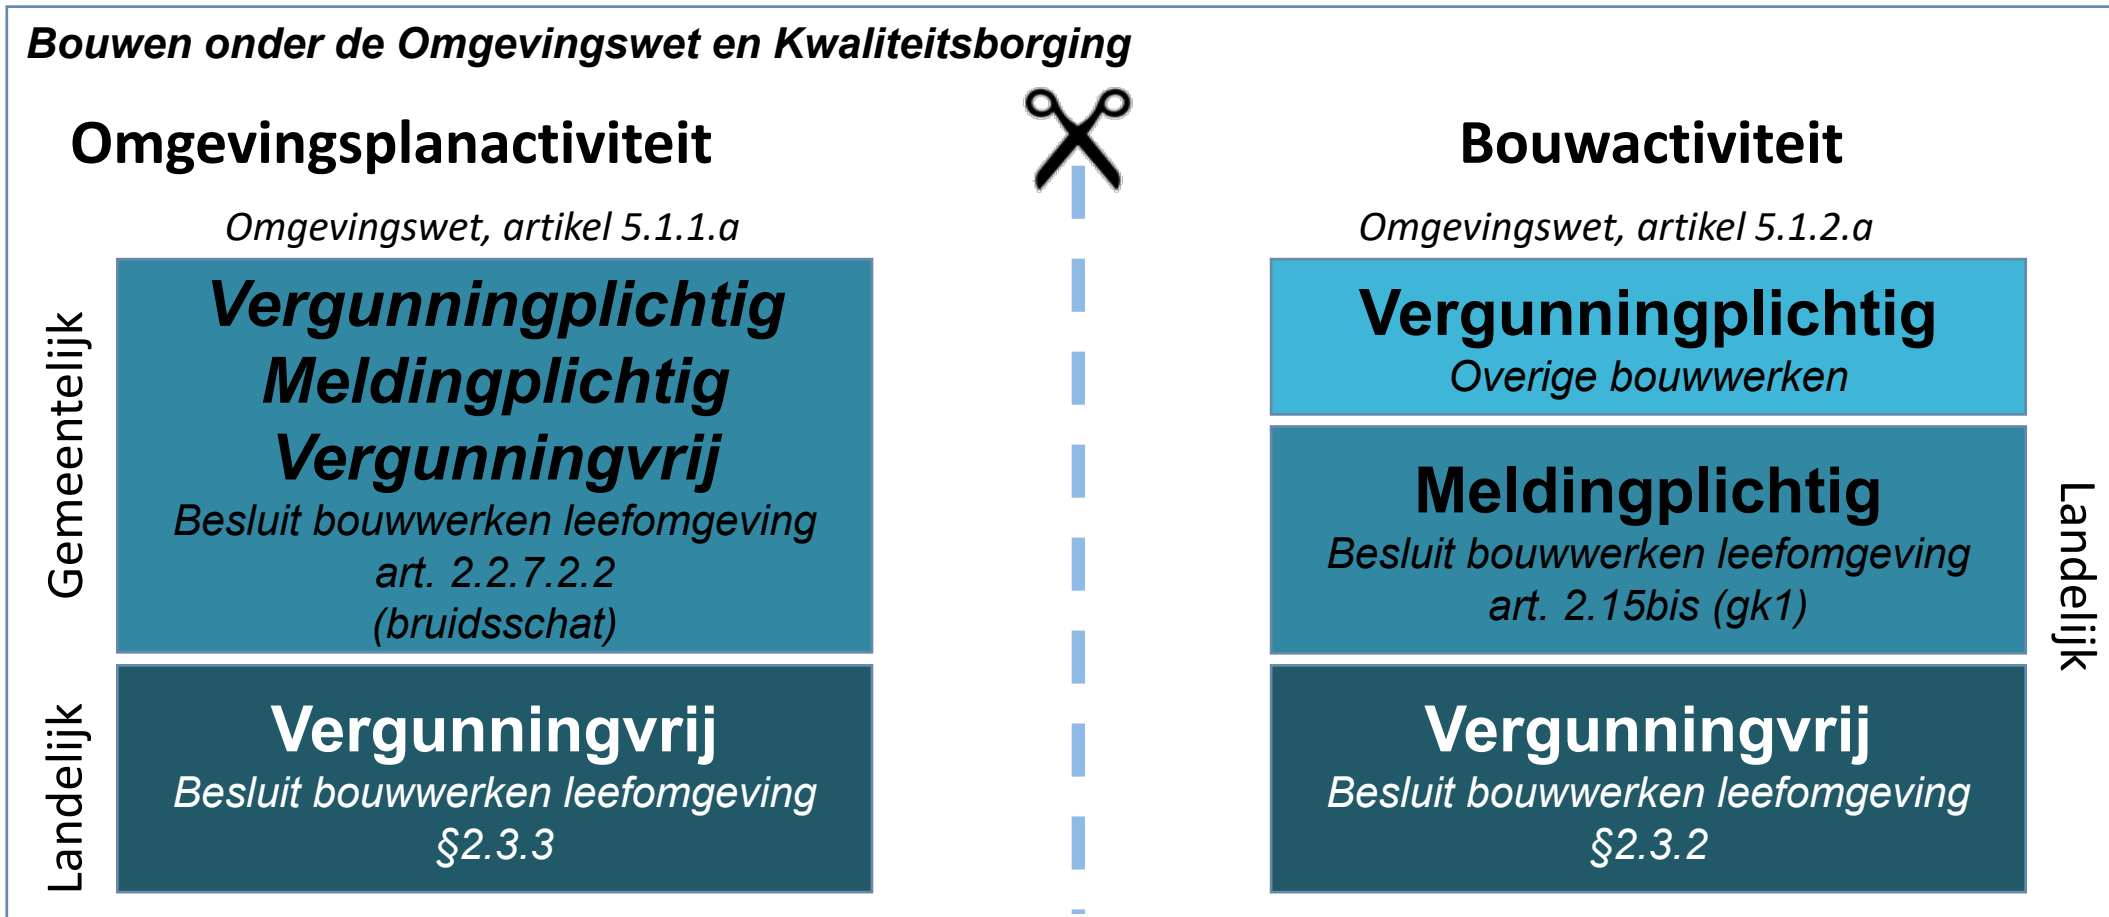 Bouwen onder de Omgevingswet en Kwaliteitsborging
Omgevingsplanactiviteit
Omgevingswet, artikel 5.1.1.a
Gemeentelijk
Vergunningplichtig
Meldingplichtig
Vergunningvrij
Besluit bouwwerken leefomgeving
art. 2.2.7.2.2
(bruidsschat)
Landelijk
Vergunningvrij
Besluit bouwwerken leefomgeving
§2.3.3
Bouwactiviteit
Omgevingswet, artikel 5.1.2.a
Vergunningplichtig
Overige bouwwerken
Meldingplichtig
Besluit bouwwerken leefomgeving
art. 2.15bis (gk1)
Vergunningvrij
Besluit bouwwerken leefomgeving
§2.3.2
Landelijk